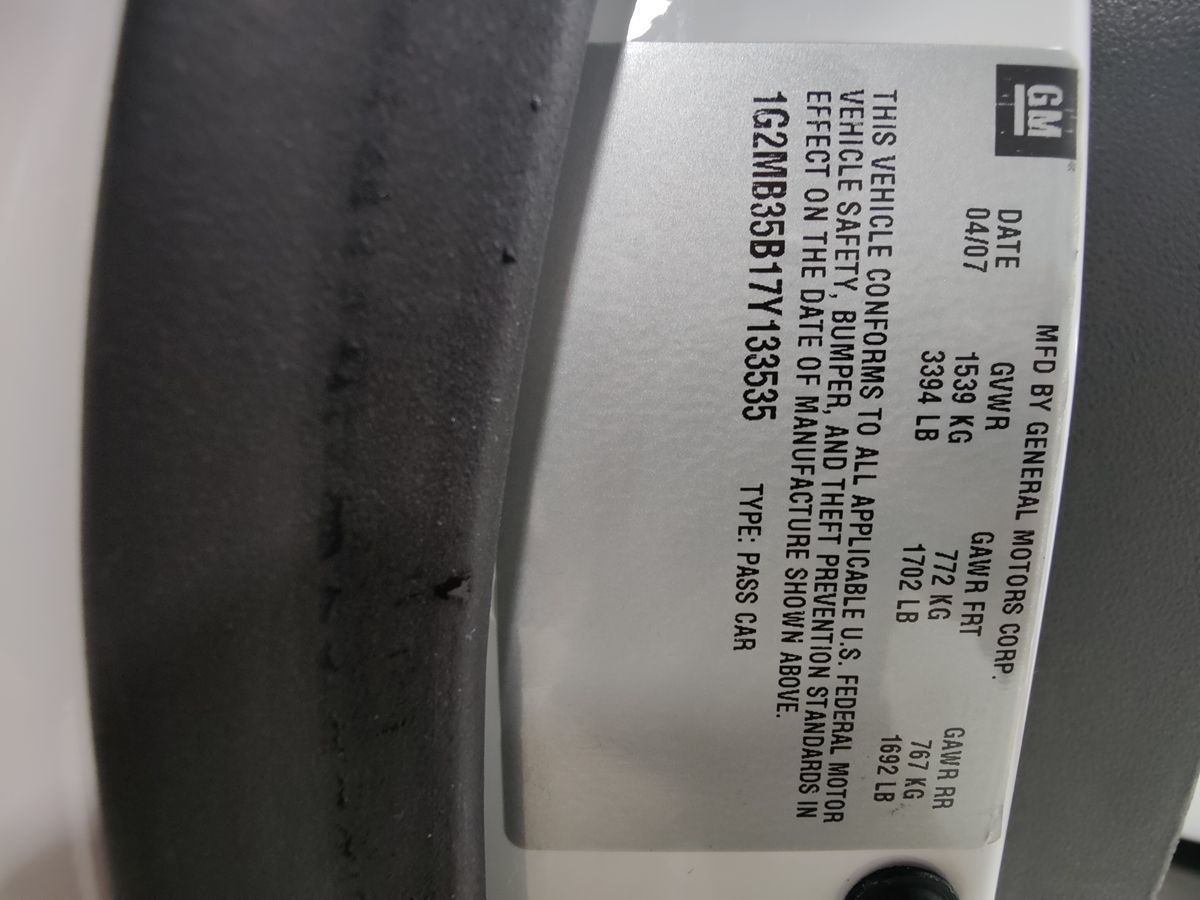 GM
MFD BY GENERAL MOTORS CORP.
DATE GVWR GAWR FRT GAWR RR
04/07 1539 KG 772 KG 767 KG
3394 LB 1702 LB 1692 LB
THIS VEHICLE CONFORMS TO ALL APPLICABLE U.S. FEDERAL MOTOR
VEHICLE SAFETY, BUMPER, AND THEFT PREVENTION STANDARDS IN
EFFECT ON THE DATE OF MANUFACTURE SHOWN ABOVE.
1G2MB35B17Y133535 TYPE: PASS CAR